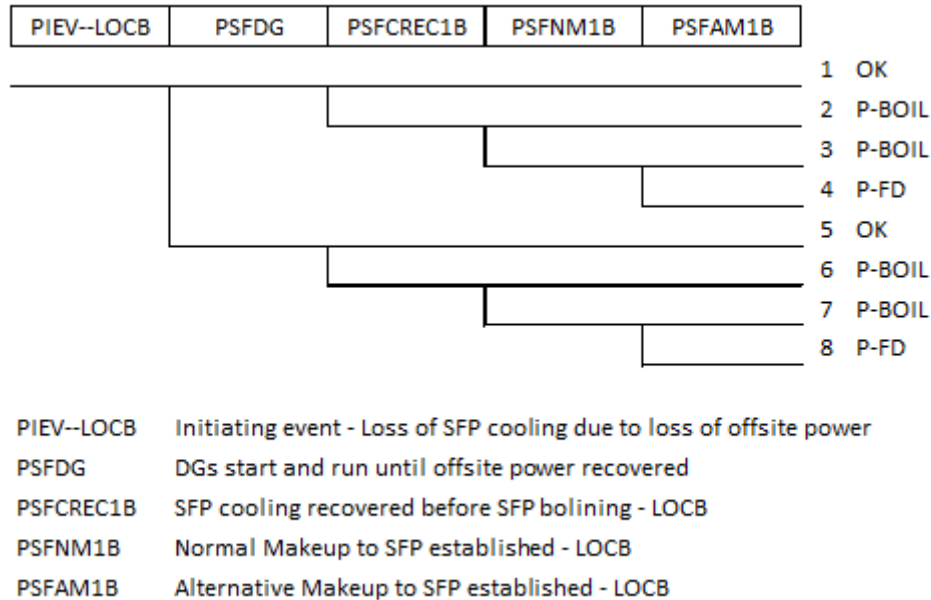 PIEV--LOCB PSFDG PSFCREC1B PSFNM1B PSFAM1B
1 OK
2 P-BOIL
3 P-BOIL
4 P-FD
5 OK
6 P-BOIL
7 P-BOIL
8 P-FD
PIEV--LOCB Initiating event - Loss of SFP cooling due to loss of offsite power
PSFDG DGs start and run until offsite power recovered
PSFCREC1B SFP cooling recovered before SFP bolining - LOCB
PSFNM1B Normal Makeup to SFP established - LOCB
PSFAM1B Alternative Makeup to SFP established - LOCB